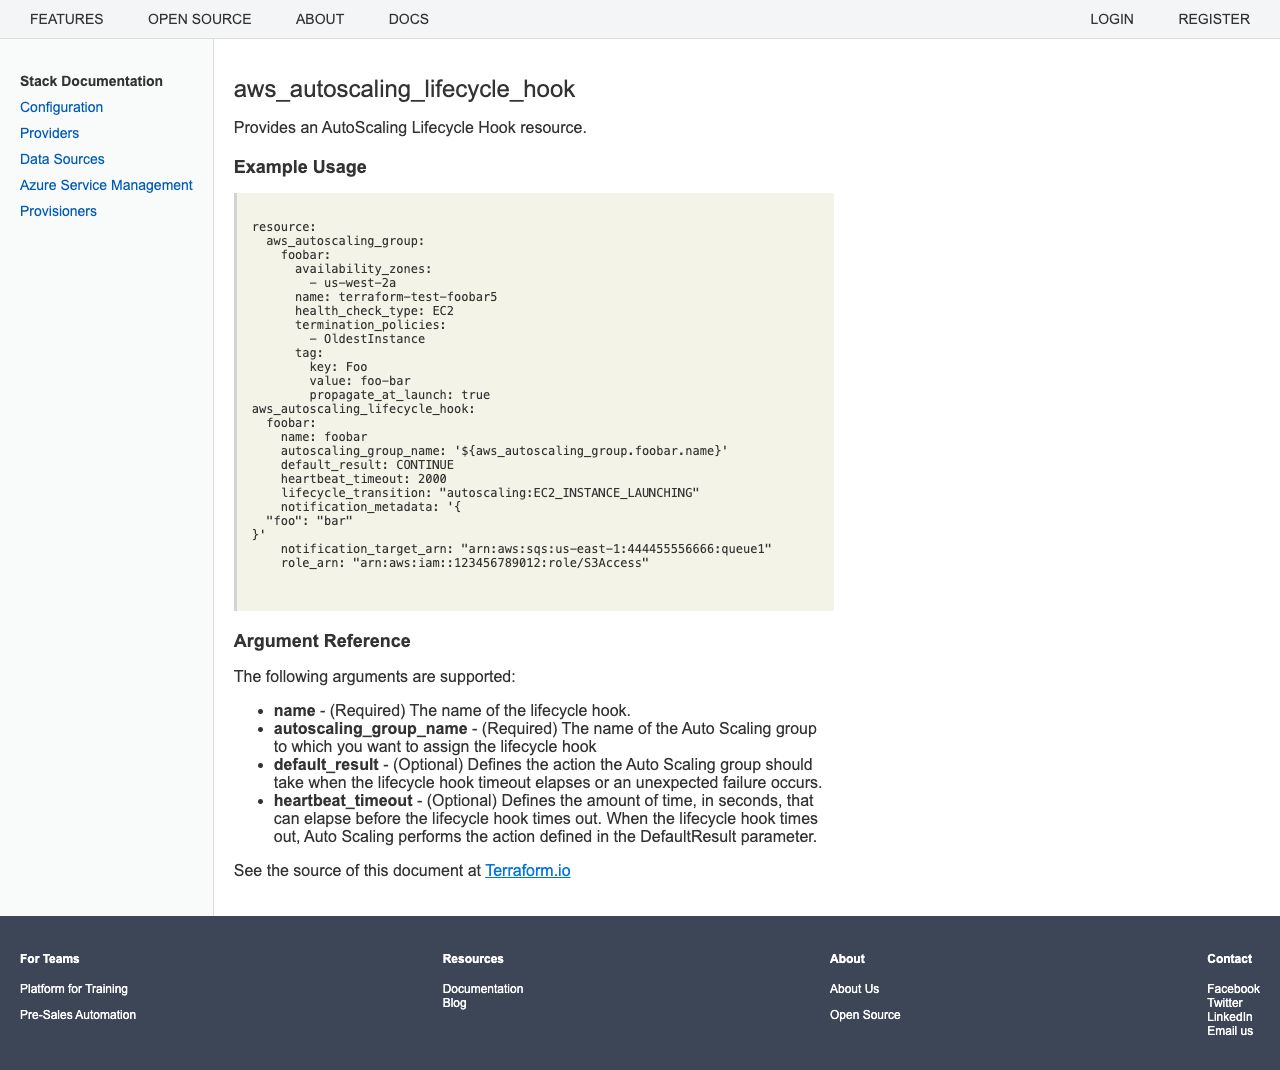 FEATURES OPEN SOURCE ABOUT DOCS LOGIN REGISTER
Stack Documentation
Configuration
Providers
Data Sources
Azure Service Management
Provisioners
aws_autoscaling_lifecycle_hook
Provides an AutoScaling Lifecycle Hook resource.
Example Usage
resource:
  aws_autoscaling_group:
    foobar:
      availability_zones:
        - us-west-2a
      name: terraform-test-foobar5
      health_check_type: EC2
      termination_policies:
        - OldestInstance
      tag:
        key: Foo
        value: foo-bar
        propagate_at_launch: true
aws_autoscaling_lifecycle_hook:
  foobar:
    name: foobar
    autoscaling_group_name: '${aws_autoscaling_group.foobar.name}'
    default_result: CONTINUE
    heartbeat_timeout: 2000
    lifecycle_transition: "autoscaling:EC2_INSTANCE_LAUNCHING"
    notification_metadata: '{
  "foo": "bar"
}'
    notification_target_arn: "arn:aws:sqs:us-east-1:444455556666:queue1"
    role_arn: "arn:aws:iam::123456789012:role/S3Access"
Argument Reference
The following arguments are supported:
• name - (Required) The name of the lifecycle hook.
• autoscaling_group_name - (Required) The name of the Auto Scaling group
to which you want to assign the lifecycle hook
• default_result - (Optional) Defines the action the Auto Scaling group should
take when the lifecycle hook timeout elapses or an unexpected failure occurs.
• heartbeat_timeout - (Optional) Defines the amount of time, in seconds, that
can elapse before the lifecycle hook times out. When the lifecycle hook times
out, Auto Scaling performs the action defined in the DefaultResult parameter.
See the source of this document at Terraform.io
For Teams
Platform for Training
Pre-Sales Automation
Resources
Documentation
Blog
About
About Us
Open Source
Contact
Facebook
Twitter
LinkedIn
Email us